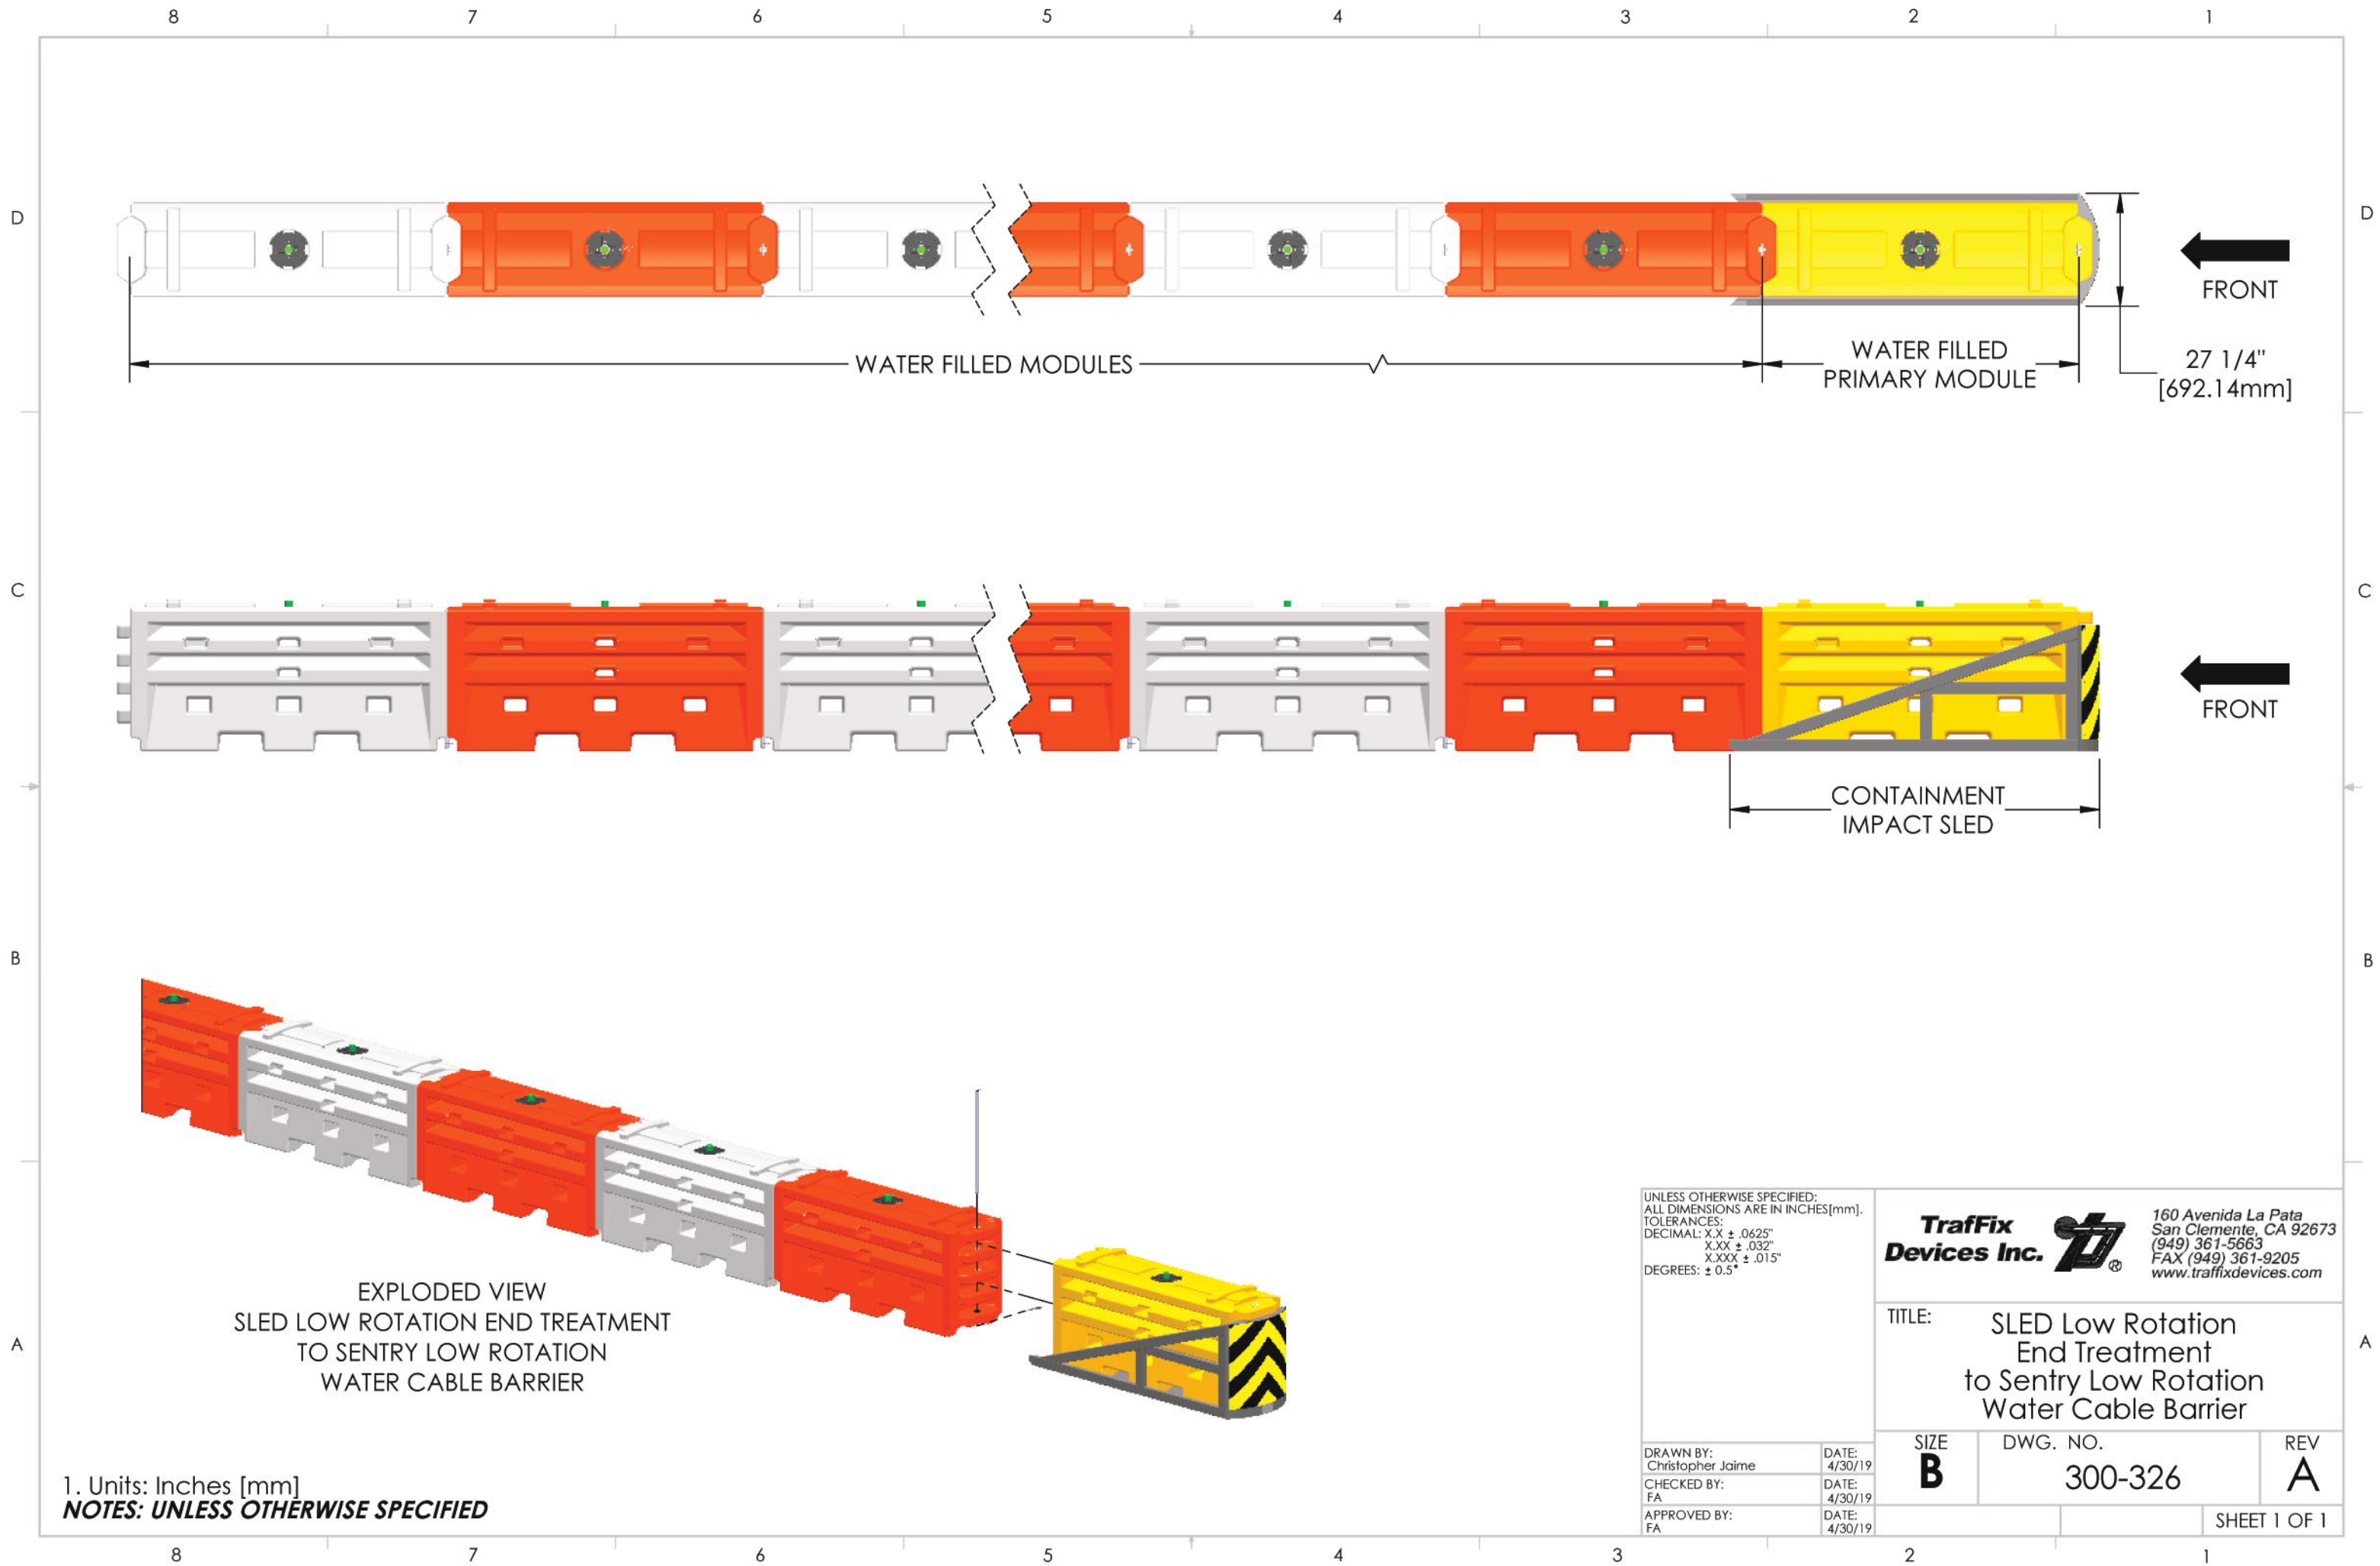 8 7 6 5 4 3 2 1
D
D
FRONT
WATER FILLED MODULES
WATER FILLED
PRIMARY MODULE
27 1/4"
[692.14mm]
C
C
FRONT
CONTAINMENT
IMPACT SLED
B
B
EXPLODED VIEW
SLED LOW ROTATION END TREATMENT
TO SENTRY LOW ROTATION
WATER CABLE BARRIER
A
A
1. Units: Inches [mm]
NOTES: UNLESS OTHERWISE SPECIFIED
UNLESS OTHERWISE SPECIFIED:
ALL DIMENSIONS ARE IN INCHES[mm].
TOLERANCES:
DECIMAL: X.X ± .0625"
X.XX ± .032"
X.XXX ± .015"
DEGREES: ± 0.5°
TrafFix
Devices Inc.
®
160 Avenida La Pata
San Clemente, CA 92673
(949) 361-5663
FAX (949) 361-9205
www.traffixdevices.com
TITLE:
SLED Low Rotation
End Treatment
to Sentry Low Rotation
Water Cable Barrier
DRAWN BY:
Christopher Jaime
DATE:
4/30/19
CHECKED BY:
FA
DATE:
4/30/19
APPROVED BY:
FA
DATE:
4/30/19
SIZE
B
DWG. NO.
300-326
REV
A
SHEET 1 OF 1
8 7 6 5 4 3 2 1